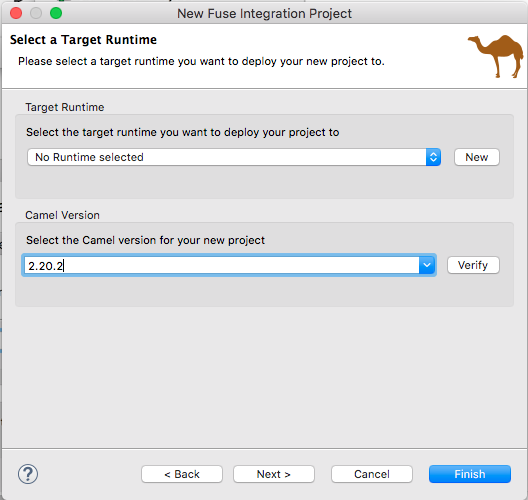 New Fuse Integration Project
Select a Target Runtime
Please select a target runtime you want to deploy your new project to.
Target Runtime
Select the target runtime you want to deploy your project to
No Runtime selected
New
Camel Version
Select the Camel version for your new project
2.20.2
Verify
?
< Back
Next >
Cancel
Finish